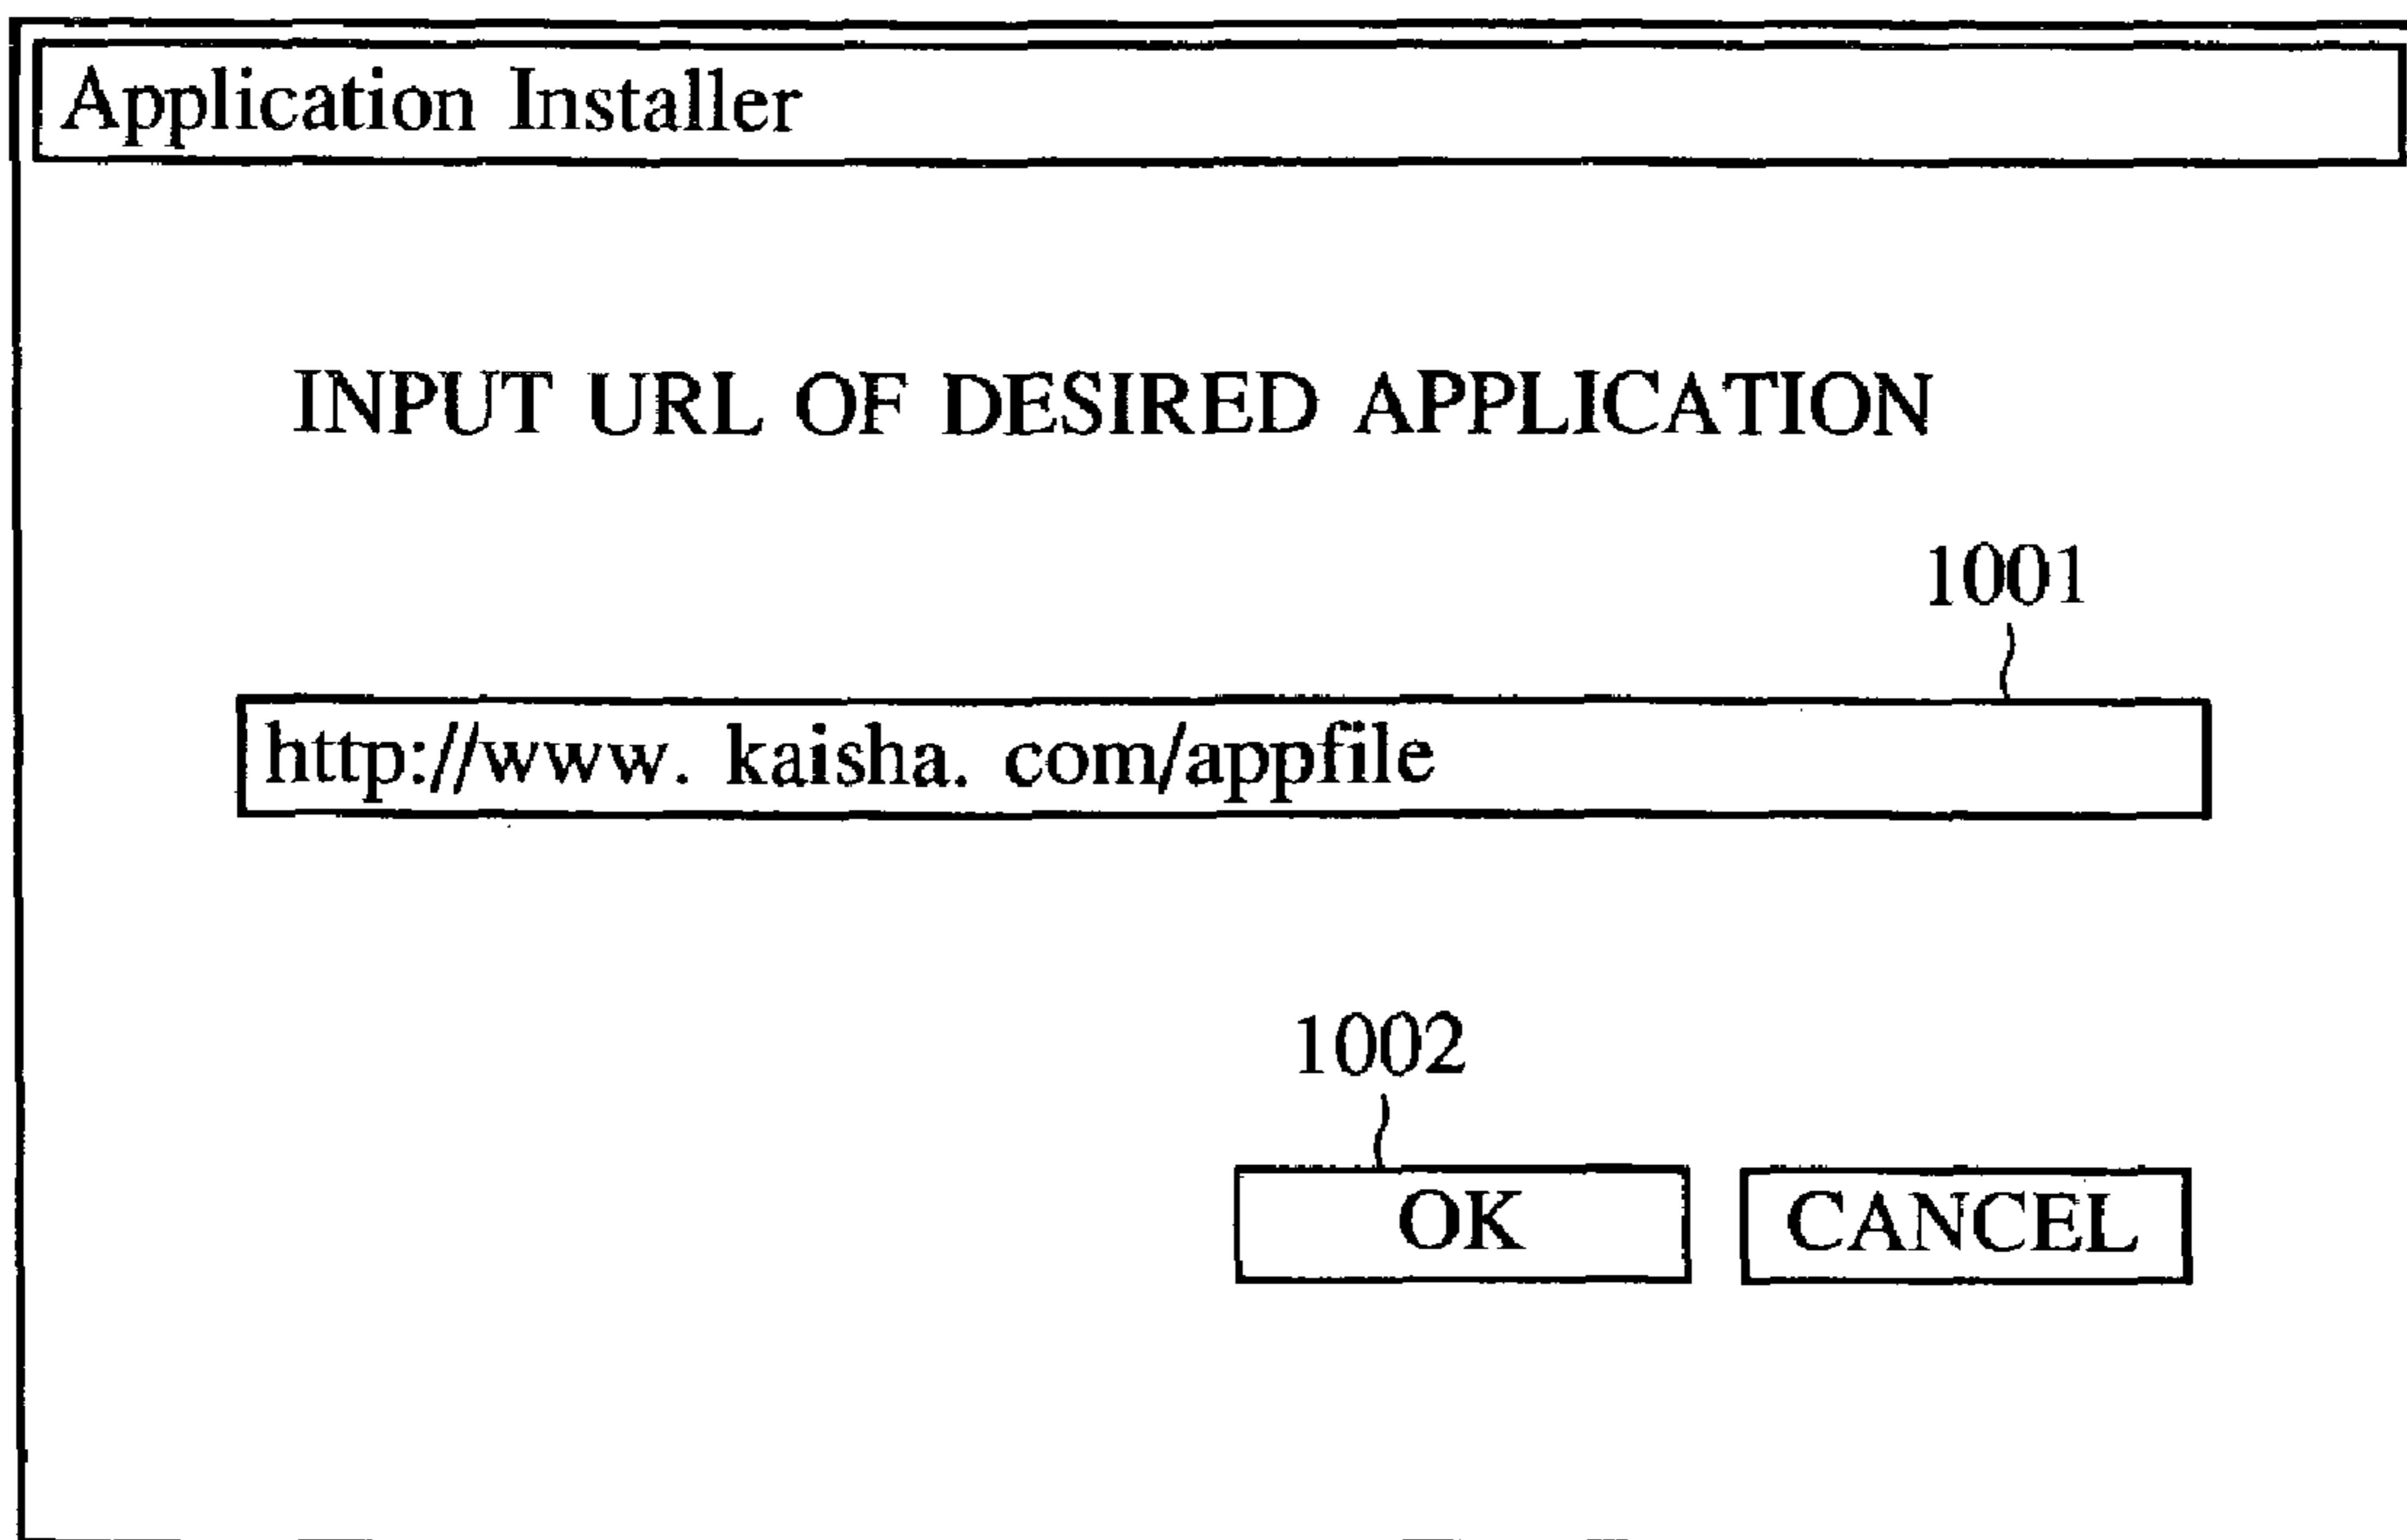 Application Installer
INPUT URL OF DESIRED APPLICATION
1001
http://www. kaisha. com/appfile
1002
OK CANCEL